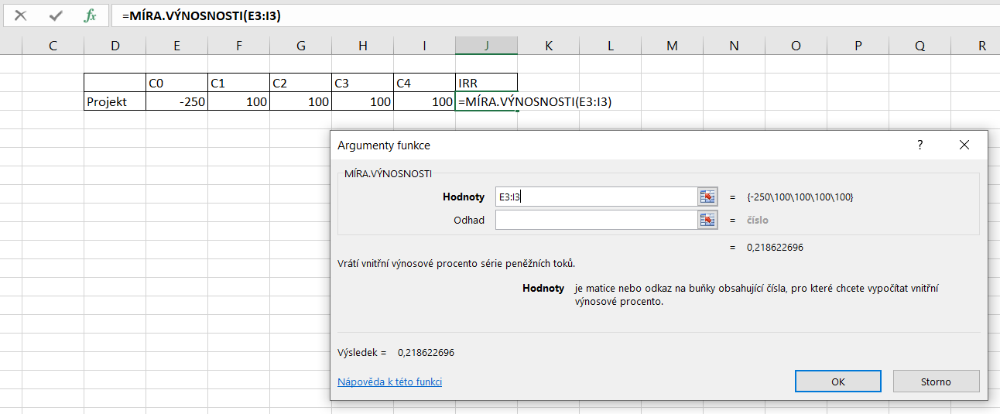 fx =MÍRA.VÝNOSNOSTI(E3:I3)
C D E F G H I J K L M N O P Q R
C0 C1 C2 C3 C4 IRR
Projekt -250 100 100 100 100 =MÍRA.VÝNOSNOSTI(E3:I3)
Argumenty funkce ?
MÍRA.VÝNOSNOSTI
Hodnoty E3:I3 = {-250\100\100\100\100}
Odhad = číslo
= 0,218622696
Vrátí vnitřní výnosové procento série peněžních toků.
Hodnoty je matice nebo odkaz na buňky obsahující čísla, pro které chcete vypočítat vnitřní
výnosové procento.
Výsledek = 0,218622696
Nápověda k této funkci OK Storno